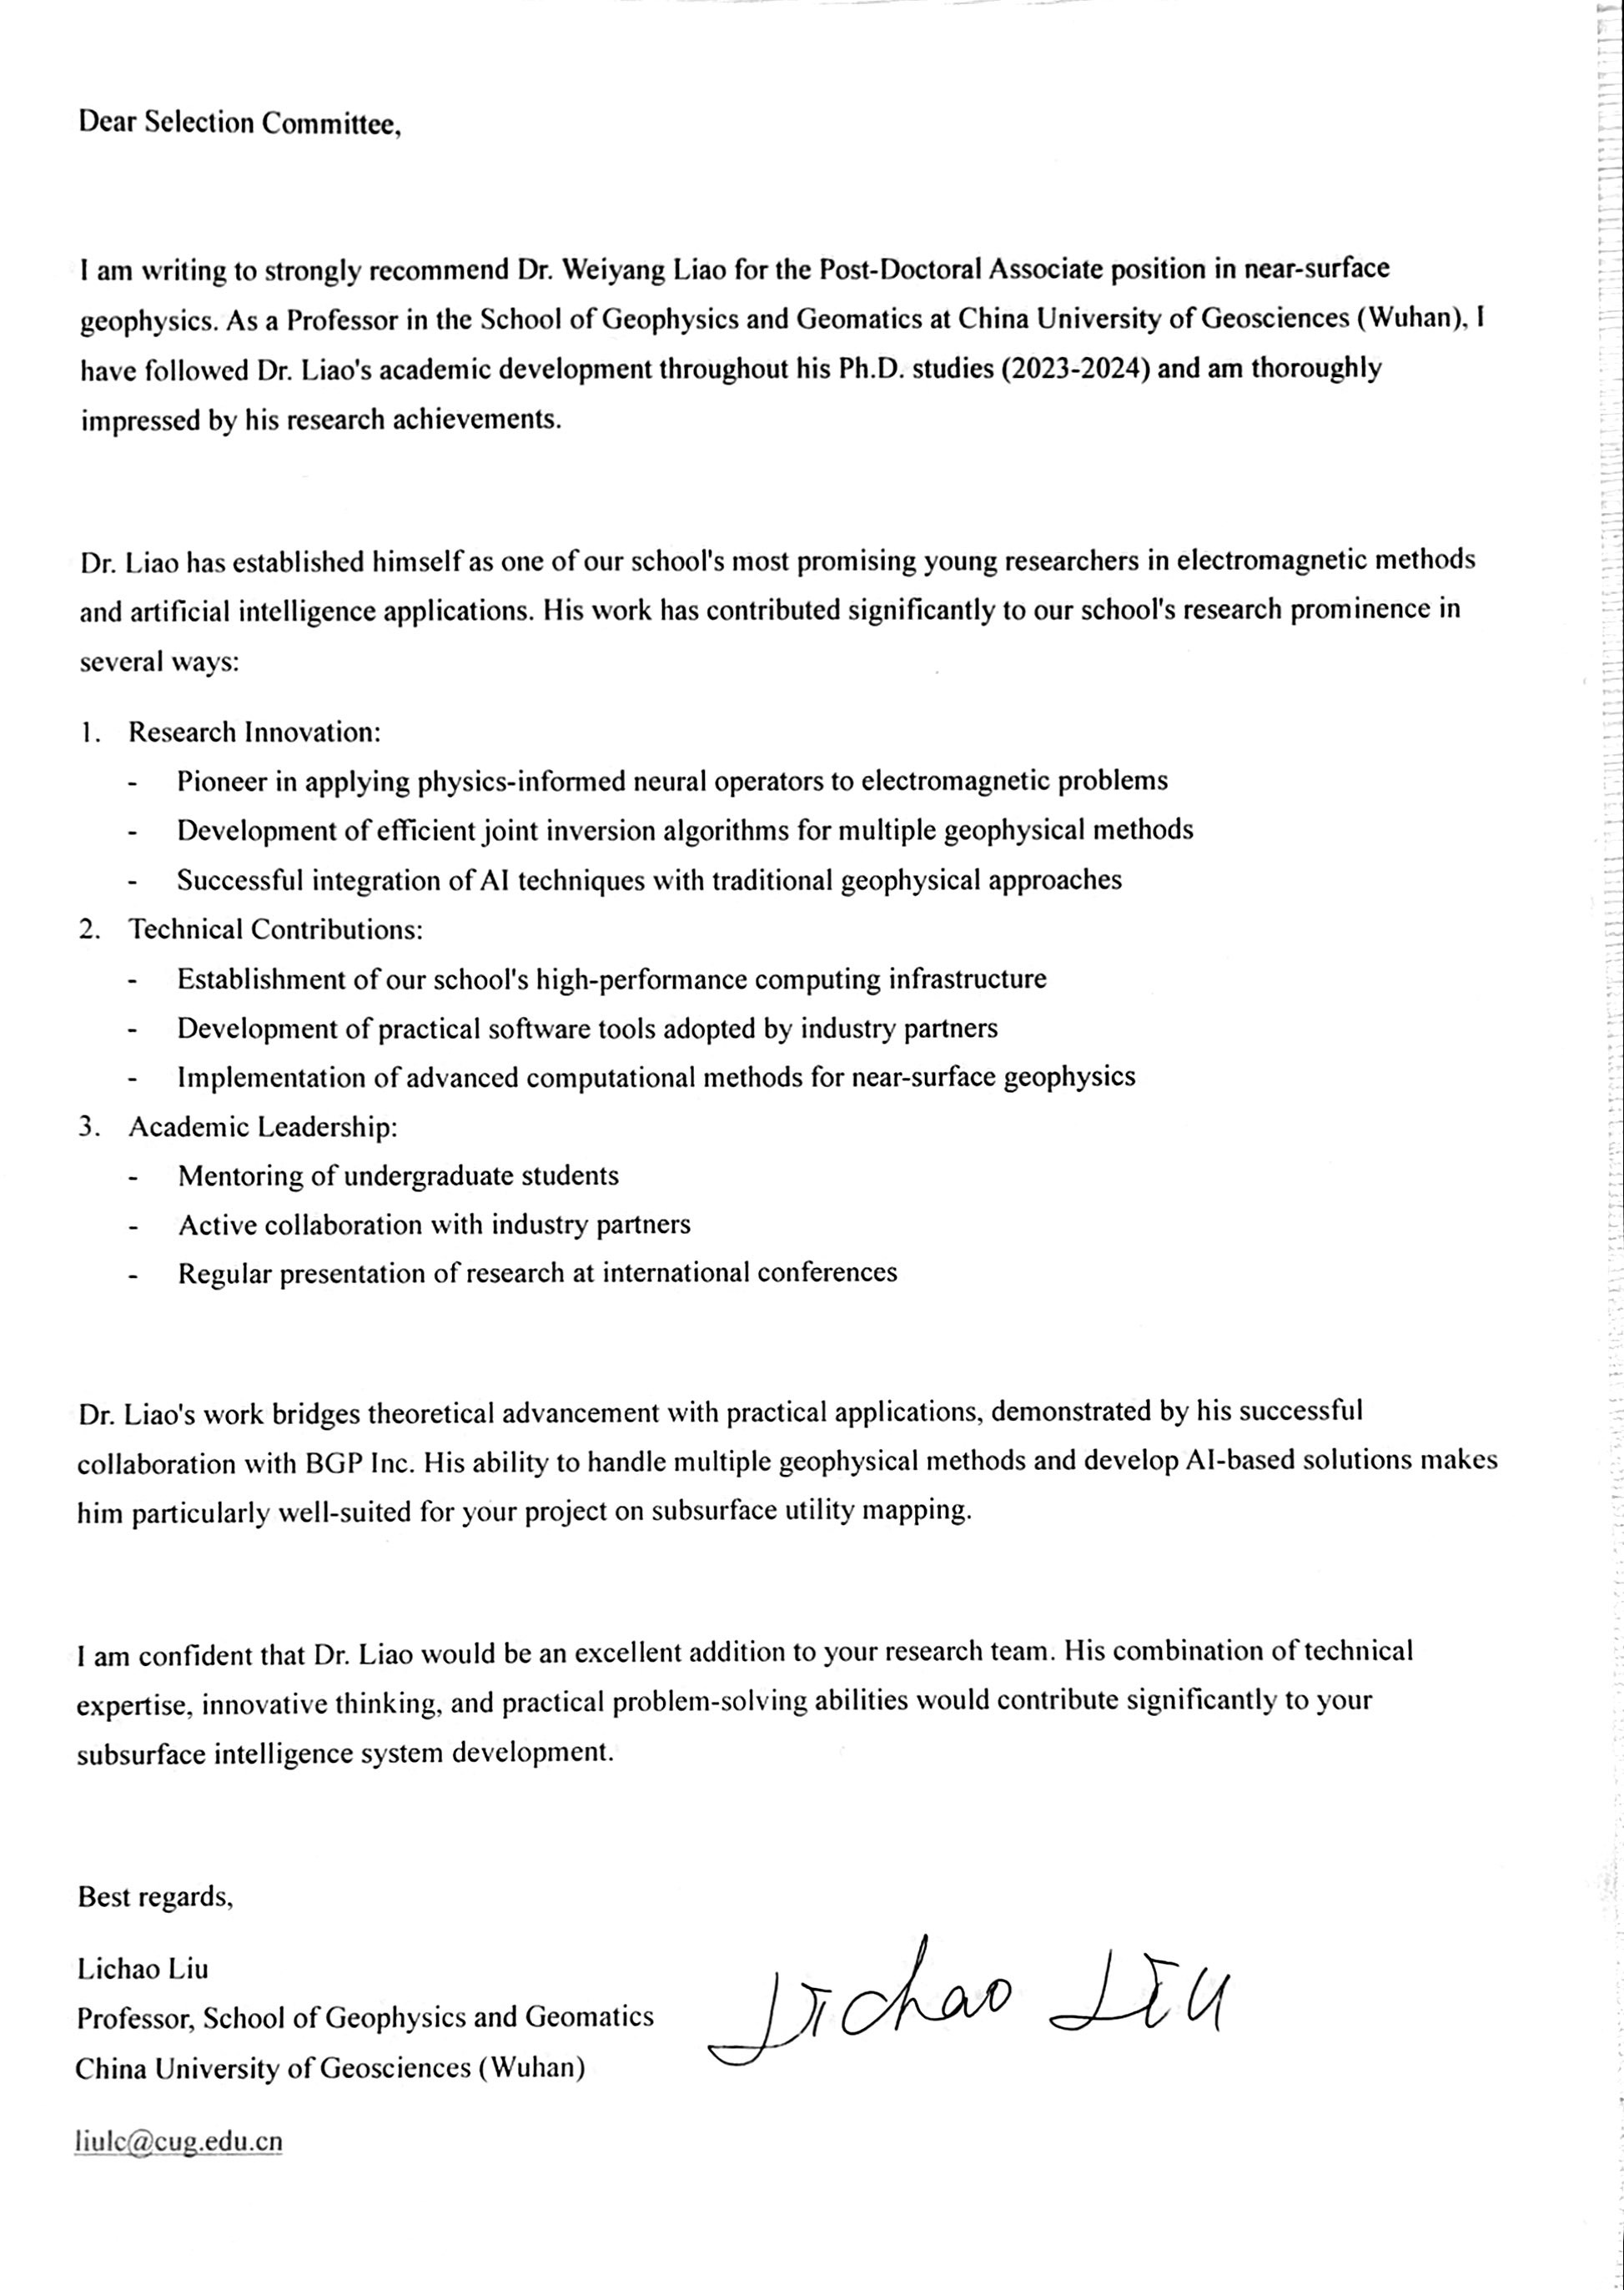 Dear Selection Committee,
I am writing to strongly recommend Dr. Weiyang Liao for the Post-Doctoral Associate position in near-surface
geophysics. As a Professor in the School of Geophysics and Geomatics at China University of Geosciences (Wuhan), I
have followed Dr. Liao's academic development throughout his Ph.D. studies (2023-2024) and am thoroughly
impressed by his research achievements.
Dr. Liao has established himself as one of our school's most promising young researchers in electromagnetic methods
and artificial intelligence applications. His work has contributed significantly to our school's research prominence in
several ways:
1. Research Innovation:
- Pioneer in applying physics-informed neural operators to electromagnetic problems
- Development of efficient joint inversion algorithms for multiple geophysical methods
- Successful integration of AI techniques with traditional geophysical approaches
2. Technical Contributions:
- Establishment of our school's high-performance computing infrastructure
- Development of practical software tools adopted by industry partners
- Implementation of advanced computational methods for near-surface geophysics
3. Academic Leadership:
- Mentoring of undergraduate students
- Active collaboration with industry partners
- Regular presentation of research at international conferences
Dr. Liao's work bridges theoretical advancement with practical applications, demonstrated by his successful
collaboration with BGP Inc. His ability to handle multiple geophysical methods and develop AI-based solutions makes
him particularly well-suited for your project on subsurface utility mapping.
I am confident that Dr. Liao would be an excellent addition to your research team. His combination of technical
expertise, innovative thinking, and practical problem-solving abilities would contribute significantly to your
subsurface intelligence system development.
Best regards,
Lichao Liu
Professor, School of Geophysics and Geomatics
China University of Geosciences (Wuhan)
Lichao Liu
liulc@cug.edu.cn